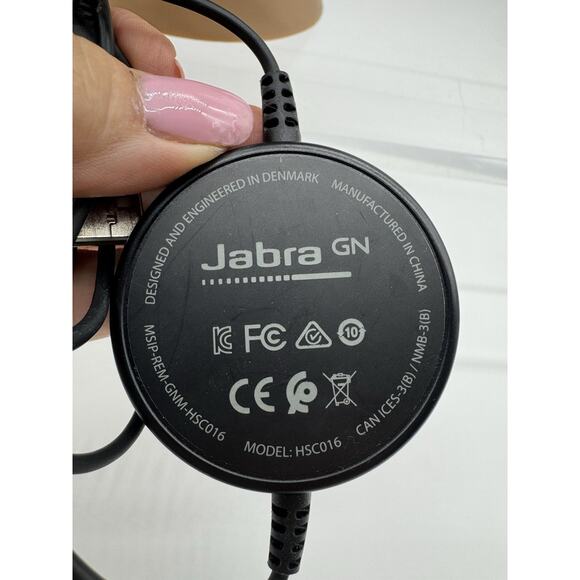 DESIGNED AND ENGINEERED IN DENMARK
MANUFACTURED IN CHINA
Jabra GN
FC
10
CE
MSIP-REM-GNM-HSC016
MODEL: HSC016
CAN ICES-3(B) / NMB-3(B)